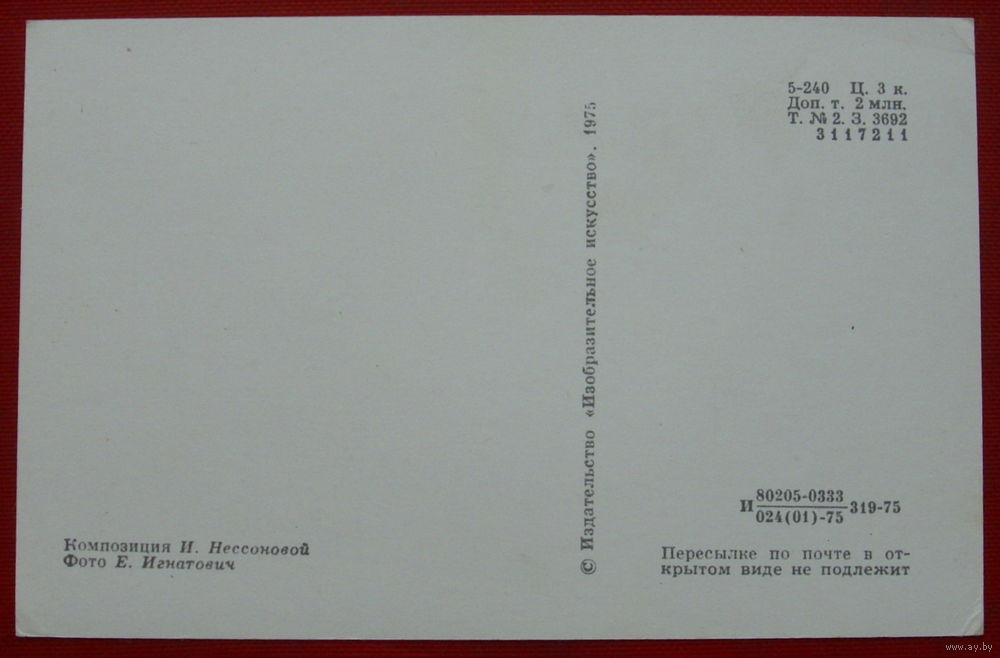 5-240 Ц. 3 к.
Доп. т. 2 млн.
Т. № 2. З. 3692
3117211
© Издательство «Изобразительное искусство». 1975
И 80205-0333/024(01)-75 319-75
Композиция И. Нессоновой
Фото Е. Игнатович
Пересылке по почте в от-
крытом виде не подлежит
www.ay.by